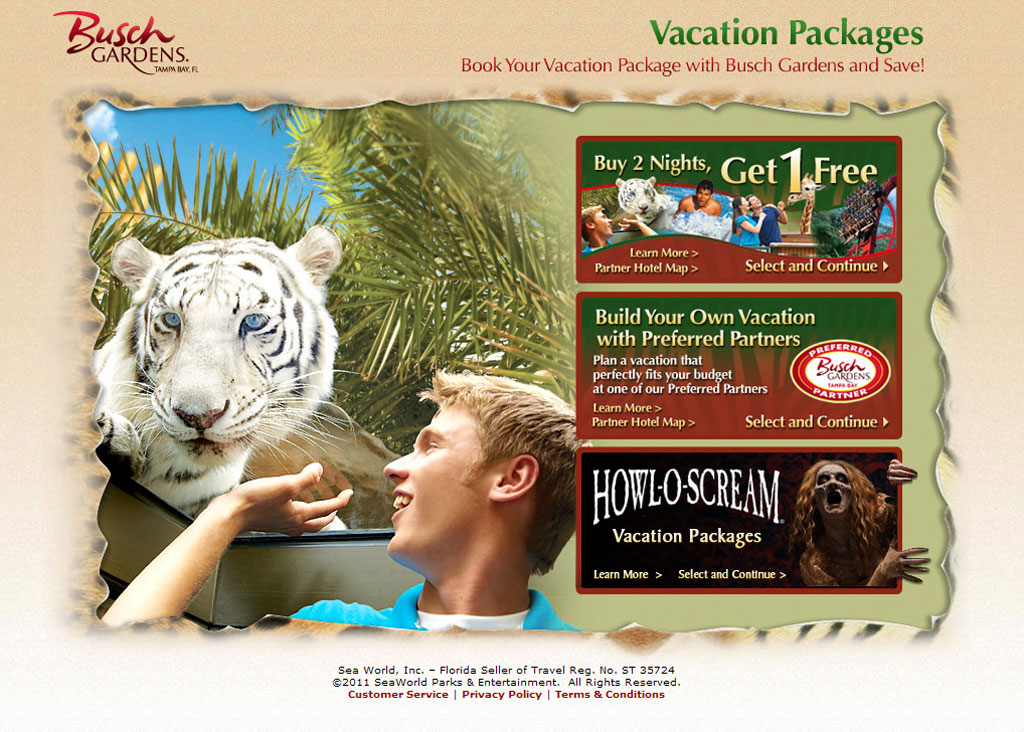 Busch
GARDENS.
TAMPA BAY, FL
Vacation Packages
Book Your Vacation Package with Busch Gardens and Save!
Buy 2 Nights, Get 1 Free
Learn More >
Partner Hotel Map >
Select and Continue
Build Your Own Vacation
with Preferred Partners
Plan a vacation that
perfectly fits your budget
at one of our Preferred Partners
Learn More >
Partner Hotel Map >
Select and Continue
PREFERRED
Busch
GARDENS
TAMPA BAY
PARTNER
HOWL-O-SCREAM
Vacation Packages
Learn More >
Select and Continue >
Sea World, Inc. – Florida Seller of Travel Reg. No. ST 35724
©2011 SeaWorld Parks & Entertainment. All Rights Reserved.
Customer Service | Privacy Policy | Terms & Conditions